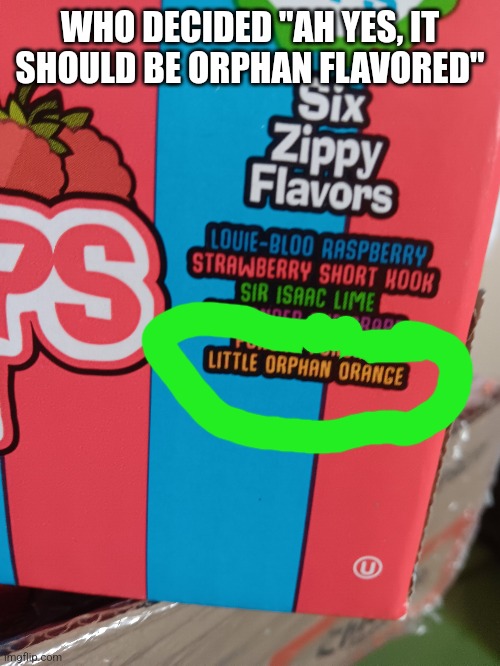 WHO DECIDED "AH YES, IT
SHOULD BE ORPHAN FLAVORED"
Six
Zippy
Flavors
LOUIE-BLOO RASPBERRY
STRAWBERRY SHORT KOOK
SIR ISAAC LIME
LITTLE ORPHAN ORANGE
PS
U
imgflip.com